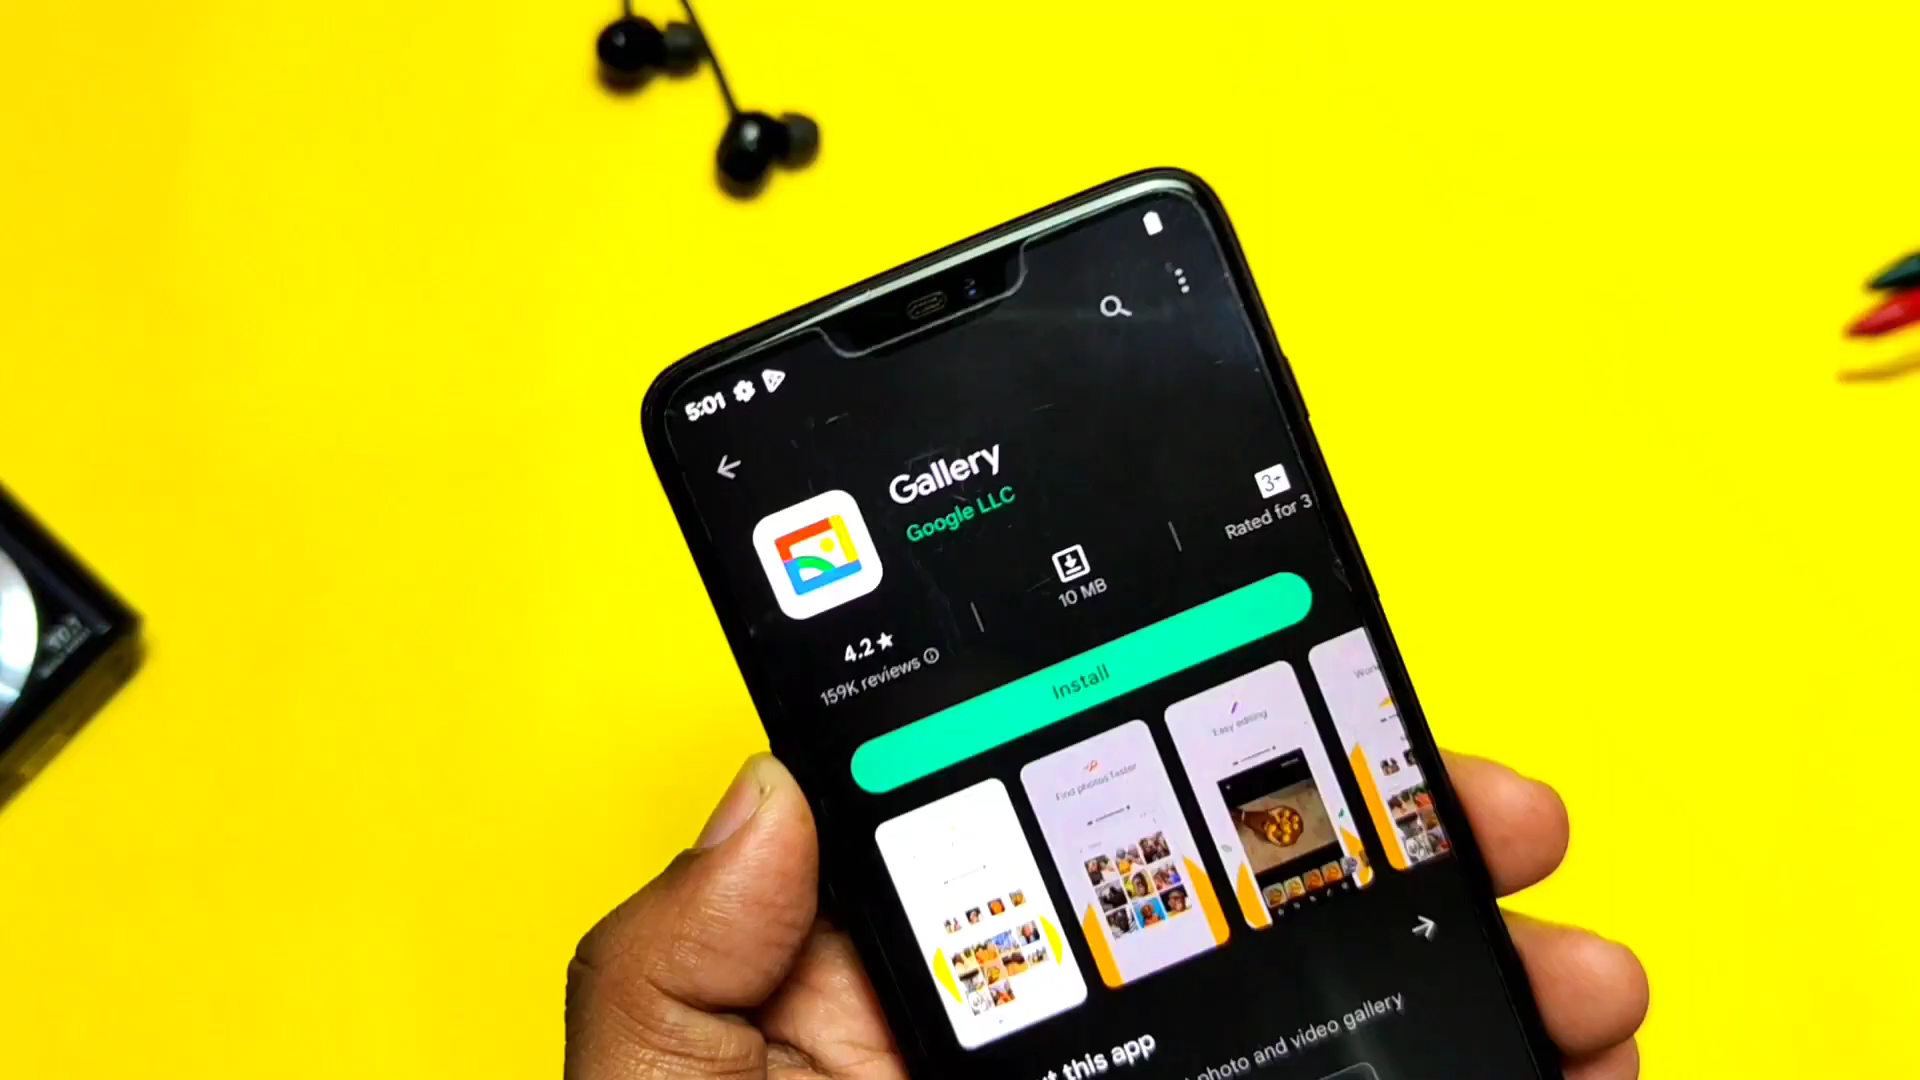 5:01
Gallery
Google LLC
4.2★
159K reviews
10 MB
3+
Rated for 3
Install
Find photos faster
Easy editing
t this app
photo and video gallery